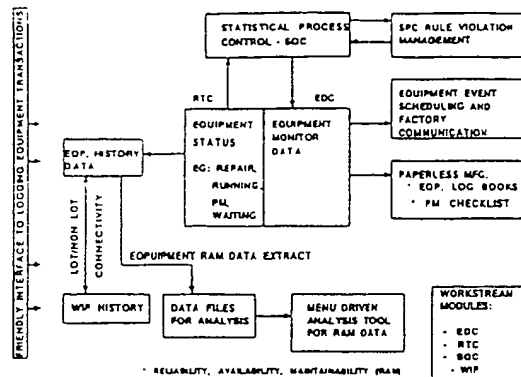 FRIENDLY INTERFACE TO LOGGING EQUIPMENT TRANSACTIONS
STATISTICAL PROCESS
CONTROL - SQC
SPC RULE VIOLATION
MANAGEMENT
RTC
EDC
EQUIPMENT
STATUS
EG: REPAIR,
RUNNING,
PM,
WAITING
EQUIPMENT
MONITOR
DATA
EQUIPMENT EVENT
SCHEDULING AND
FACTORY
COMMUNICATION
EQP. HISTORY
DATA
PAPERLESS MFG.
* EQP. LOG BOOKS
* PM CHECKLIST
LOT/NON LOT
CONNECTIVITY
EQPUIPMENT RAM DATA EXTRACT
WIP HISTORY
DATA FILES
FOR ANALYSIS
MENU DRIVEN
ANALYSIS TOOL
FOR RAM DATA
WORKSTREAM
MODULES:
- EDC
- RTC
- SQC
- WIP
* RELIABILITY, AVAILABILITY, MAINTAINABILITY (RAM)